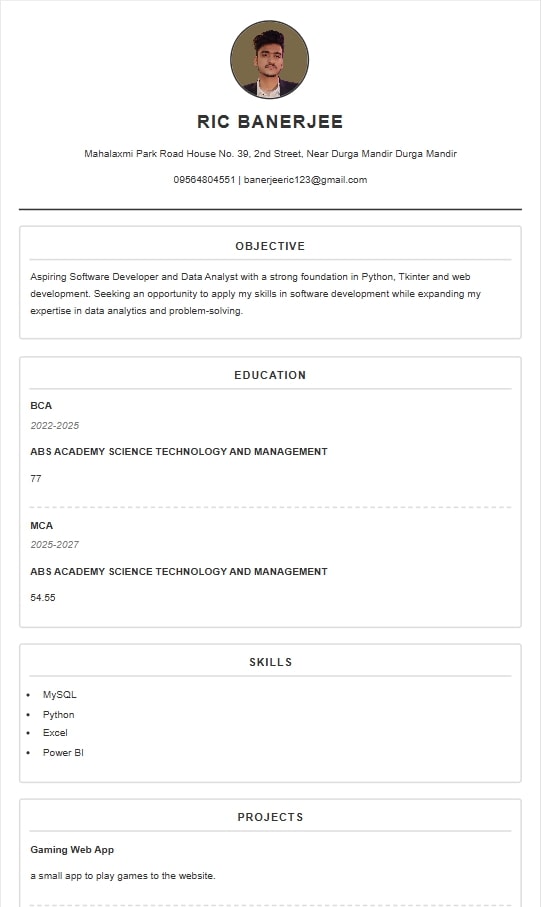 RIC BANERJEE
Mahalaxmi Park Road House No. 39, 2nd Street, Near Durga Mandir Durga Mandir
09564804551 | banerjeeric123@gmail.com
OBJECTIVE
Aspiring Software Developer and Data Analyst with a strong foundation in Python, Tkinter and web
development. Seeking an opportunity to apply my skills in software development while expanding my
expertise in data analytics and problem-solving.
EDUCATION
BCA
2022-2025
ABS ACADEMY SCIENCE TECHNOLOGY AND MANAGEMENT
77
MCA
2025-2027
ABS ACADEMY SCIENCE TECHNOLOGY AND MANAGEMENT
54.55
SKILLS
• MySQL
• Python
• Excel
• Power BI
PROJECTS
Gaming Web App
a small app to play games to the website.